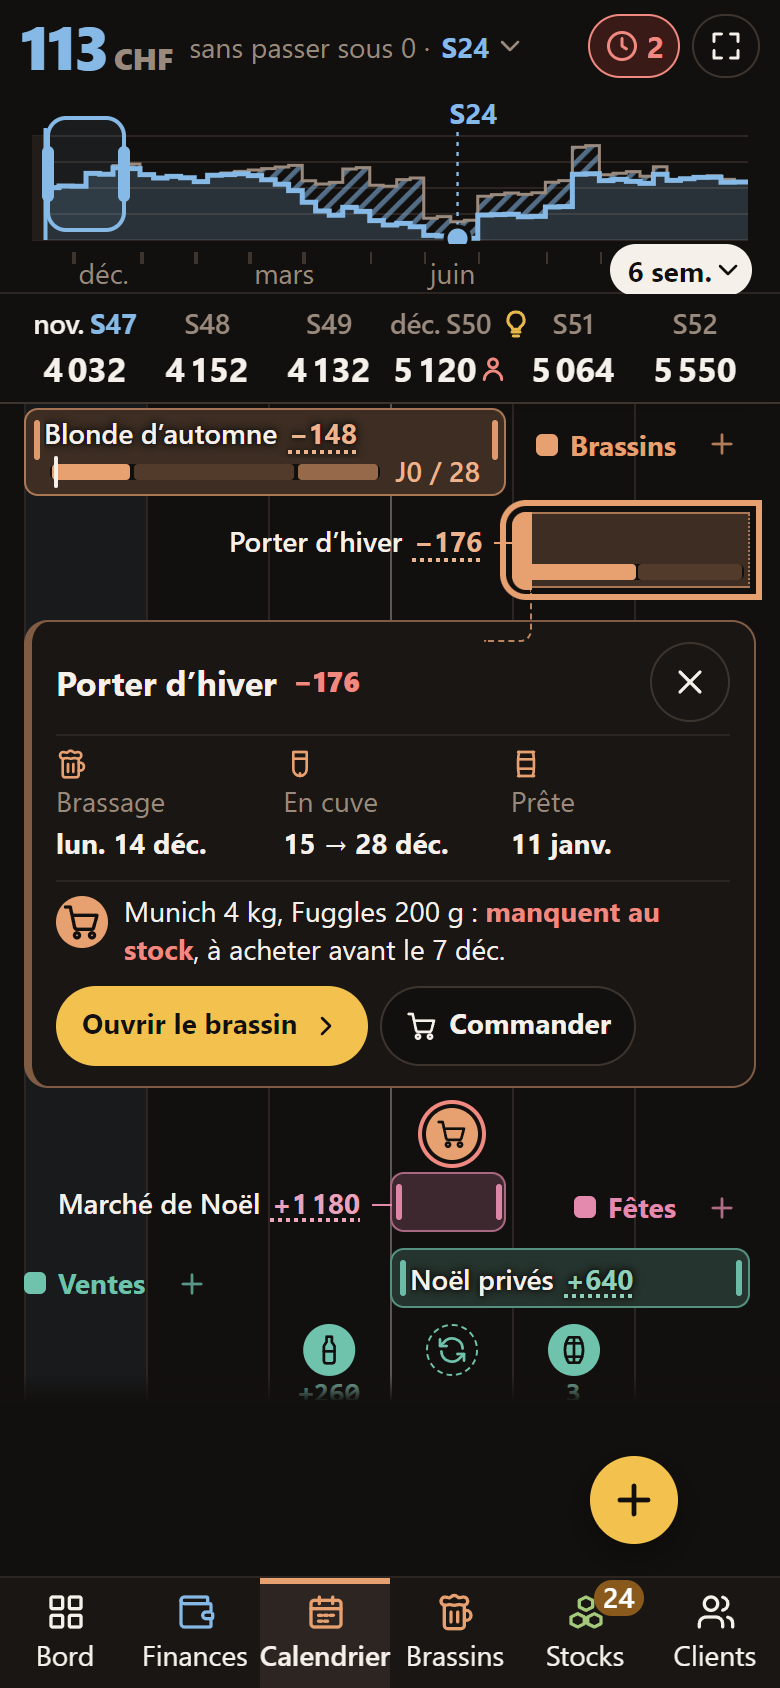 113 CHF sans passer sous 0 · S24
2
S24
déc. mars juin
6 sem.
nov. S47 S48 S49 déc. S50 S51 S52
4 032 4 152 4 132 5 120 5 064 5 550
Blonde d’automne −148
J0 / 28
Brassins +
Porter d’hiver −176
Porter d’hiver −176
Brassage En cuve Prête
lun. 14 déc. 15 → 28 déc. 11 janv.
Munich 4 kg, Fuggles 200 g : manquent au
stock, à acheter avant le 7 déc.
Ouvrir le brassin
Commander
Marché de Noël +1 180
Fêtes +
Ventes +
Noël privés +640
+260 3
24
Bord Finances Calendrier Brassins Stocks Clients